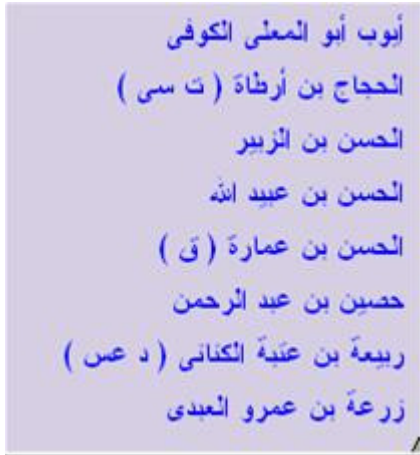 أيوب أبو المعلى الكوفى
الحجاج بن أرطاة ( ت سى )
الحسن بن الزبير
الحسن بن عبيد الله
الحسن بن عمارة ( ق )
حصين بن عبد الرحمن
ربيعة بن عتبة الكنانى ( د عس )
زرعة بن عمرو العبدى